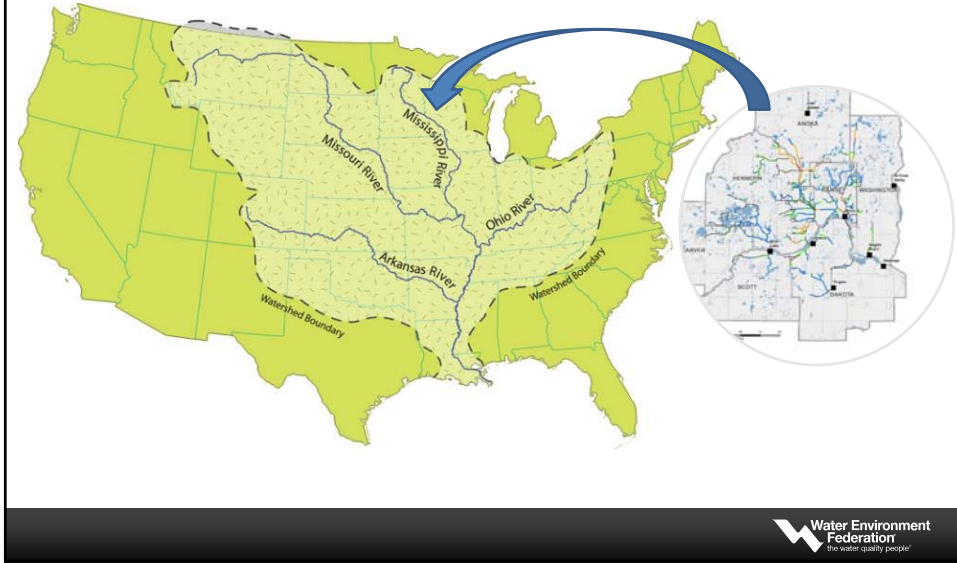 Mississippi River
Missouri River
Ohio River
Arkansas River
Watershed Boundary
Watershed Boundary
ANOKA
HENNEPIN
RAMSEY
WASHINGTON
CARVER
SCOTT
DAKOTA
Water Environment
Federation
the water quality people®